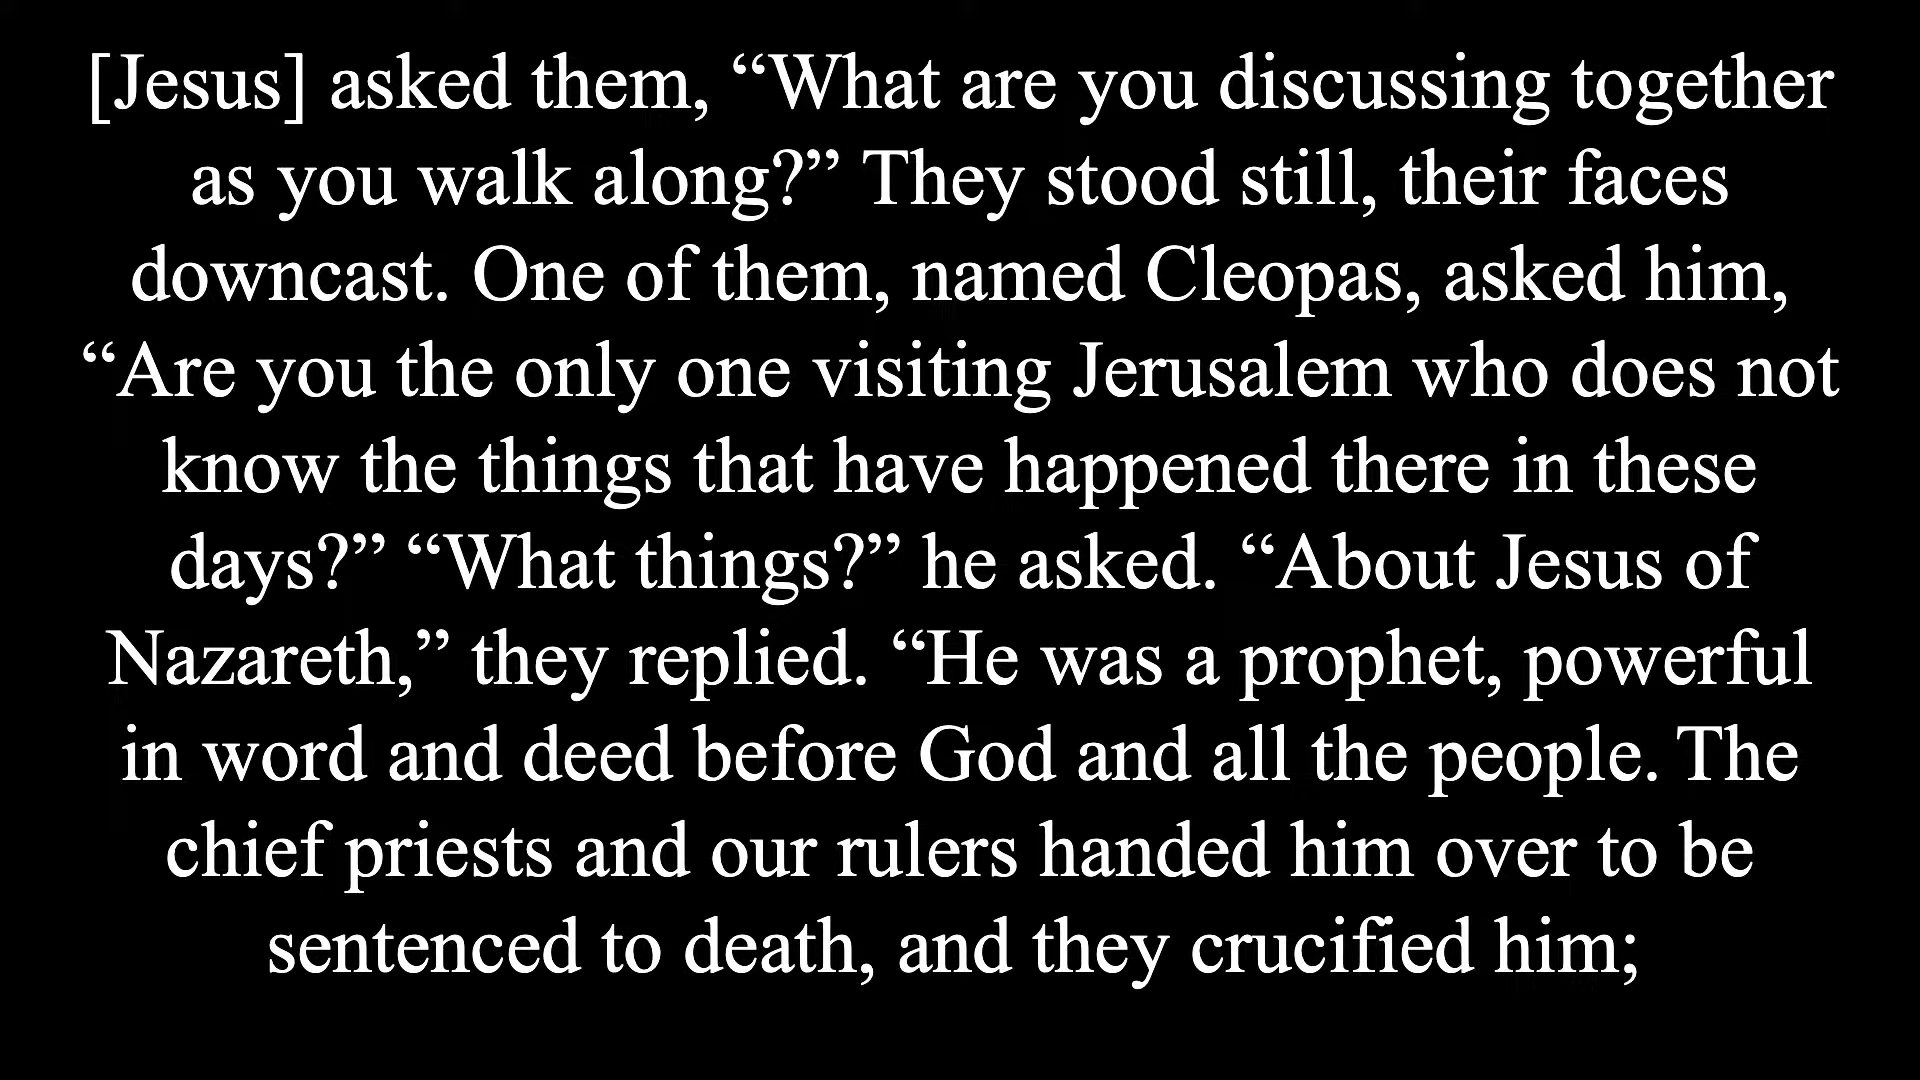 [Jesus] asked them, “What are you discussing together
as you walk along?” They stood still, their faces
downcast. One of them, named Cleopas, asked him,
“Are you the only one visiting Jerusalem who does not
know the things that have happened there in these
days?” “What things?” he asked. “About Jesus of
Nazareth,” they replied. “He was a prophet, powerful
in word and deed before God and all the people. The
chief priests and our rulers handed him over to be
sentenced to death, and they crucified him;